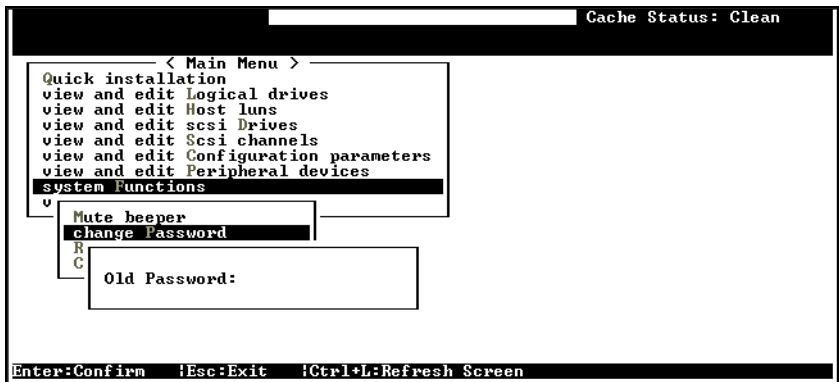 Cache Status: Clean
< Main Menu >
Quick installation
view and edit Logical drives
view and edit Host luns
view and edit scsi Drives
view and edit Scsi channels
view and edit Configuration parameters
view and edit Peripheral devices
system Functions
v
Mute beeper
change Password
R
C
Old Password:
Enter:Confirm |Esc:Exit |Ctrl+L:Refresh Screen